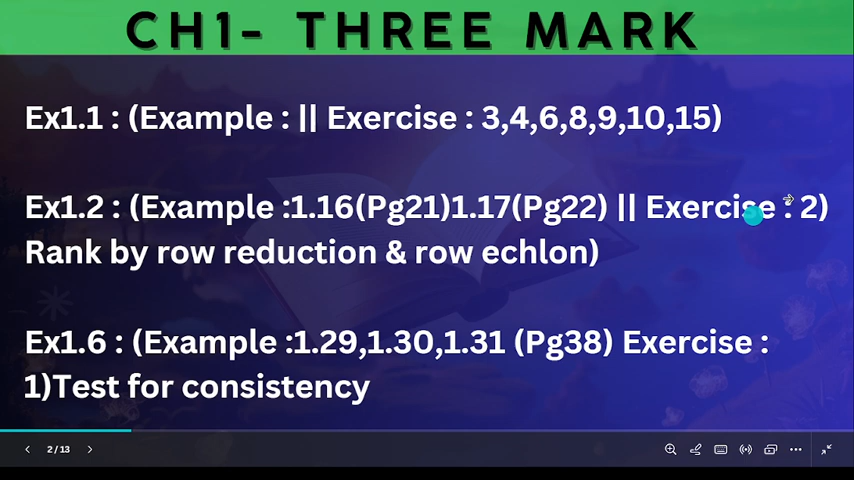 CH1- THREE MARK
Ex1.1 : (Example : || Exercise : 3,4,6,8,9,10,15)
Ex1.2 : (Example :1.16(Pg21)1.17(Pg22) || Exercise : 2)
Rank by row reduction & row echlon)
Ex1.6 : (Example :1.29,1.30,1.31 (Pg38) Exercise :
1)Test for consistency
2 / 13